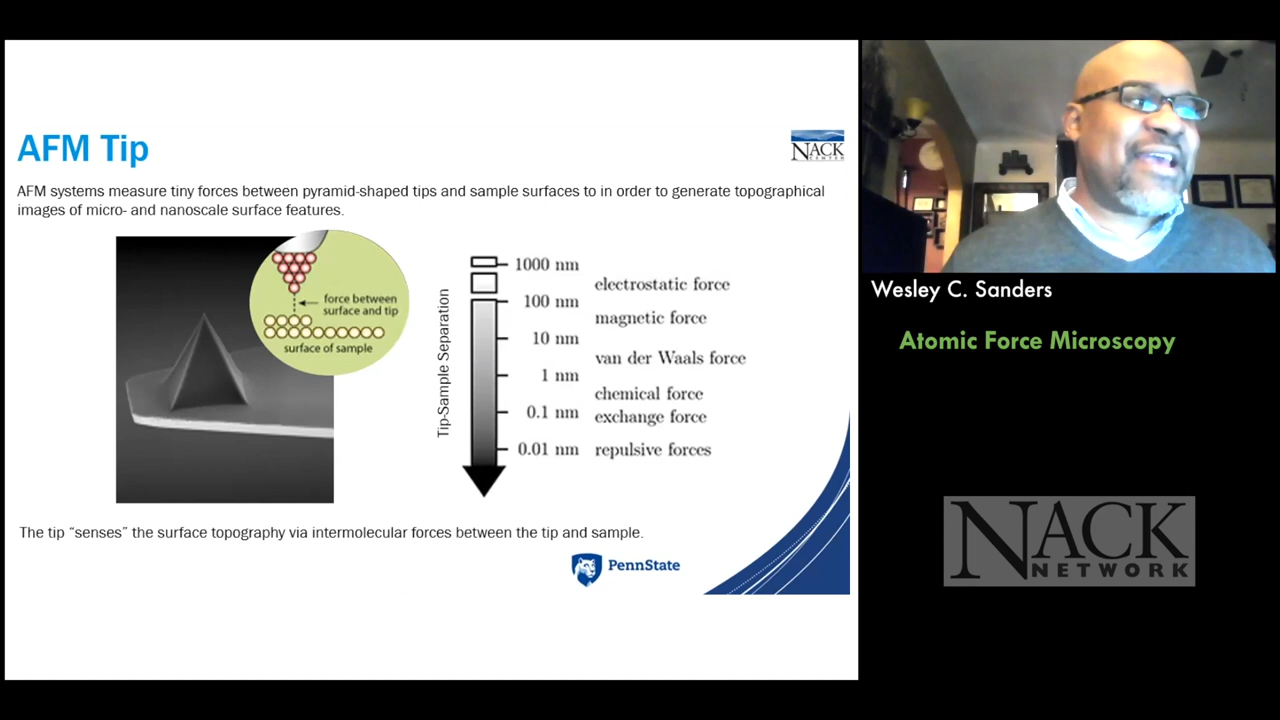 AFM Tip
NACK
CENTER
AFM systems measure tiny forces between pyramid-shaped tips and sample surfaces to in order to generate topographical
images of micro- and nanoscale surface features.
force between
surface and tip
surface of sample
Tip-Sample Separation
1000 nm
electrostatic force
100 nm
magnetic force
10 nm
van der Waals force
1 nm
chemical force
0.1 nm
exchange force
0.01 nm
repulsive forces
The tip “senses” the surface topography via intermolecular forces between the tip and sample.
PennState
Wesley C. Sanders
Atomic Force Microscopy
NACK
NETWORK